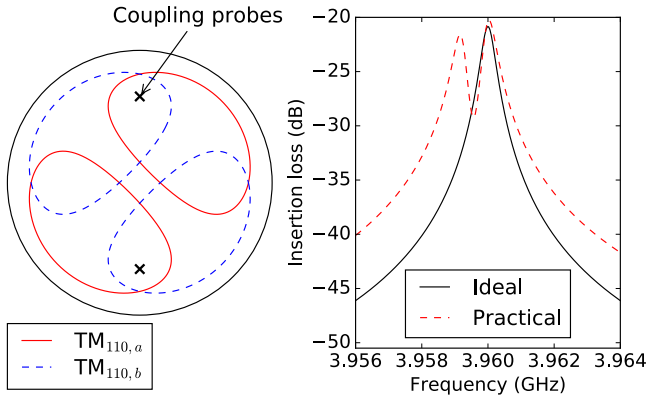 Coupling probes
TM110,a
TM110,b
Insertion loss (dB)
−20
−25
−30
−35
−40
−45
−50
Ideal
Practical
3.956 3.958 3.960 3.962 3.964
Frequency (GHz)